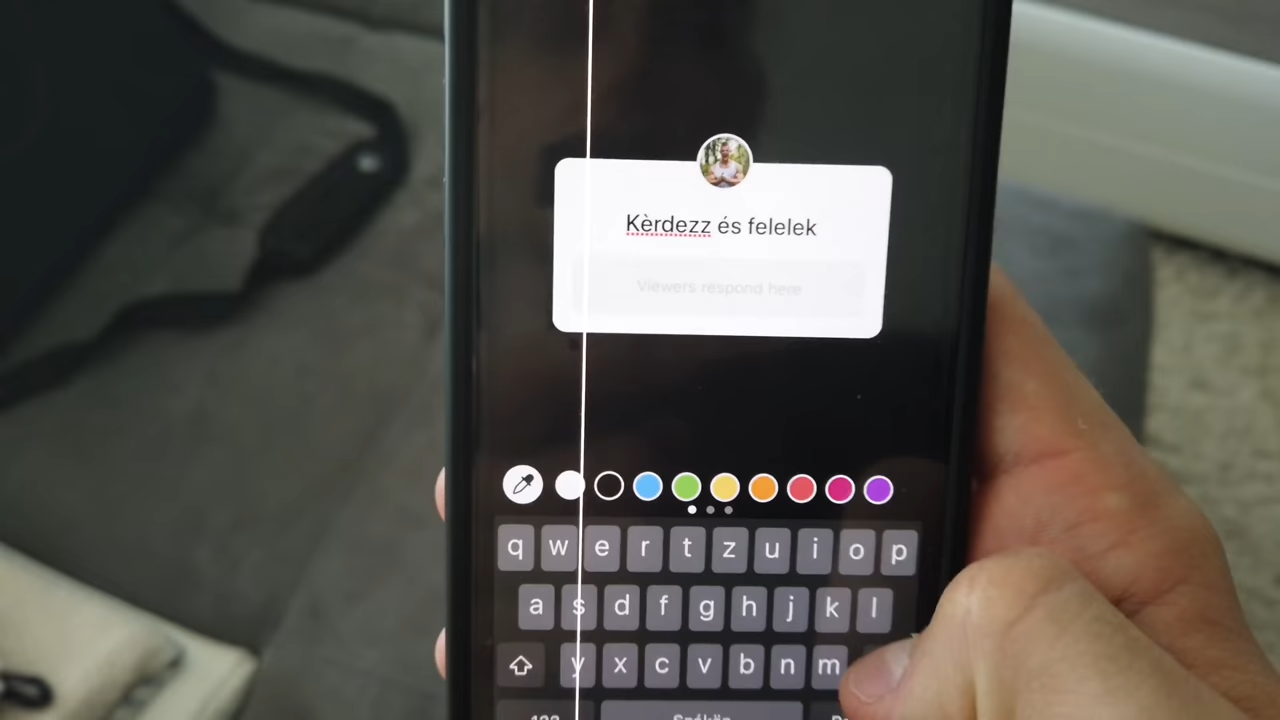 Kèrdezz és felelek
Viewers respond here
q w e r t z u i o p
a s d f g h j k l
y x c v b n m